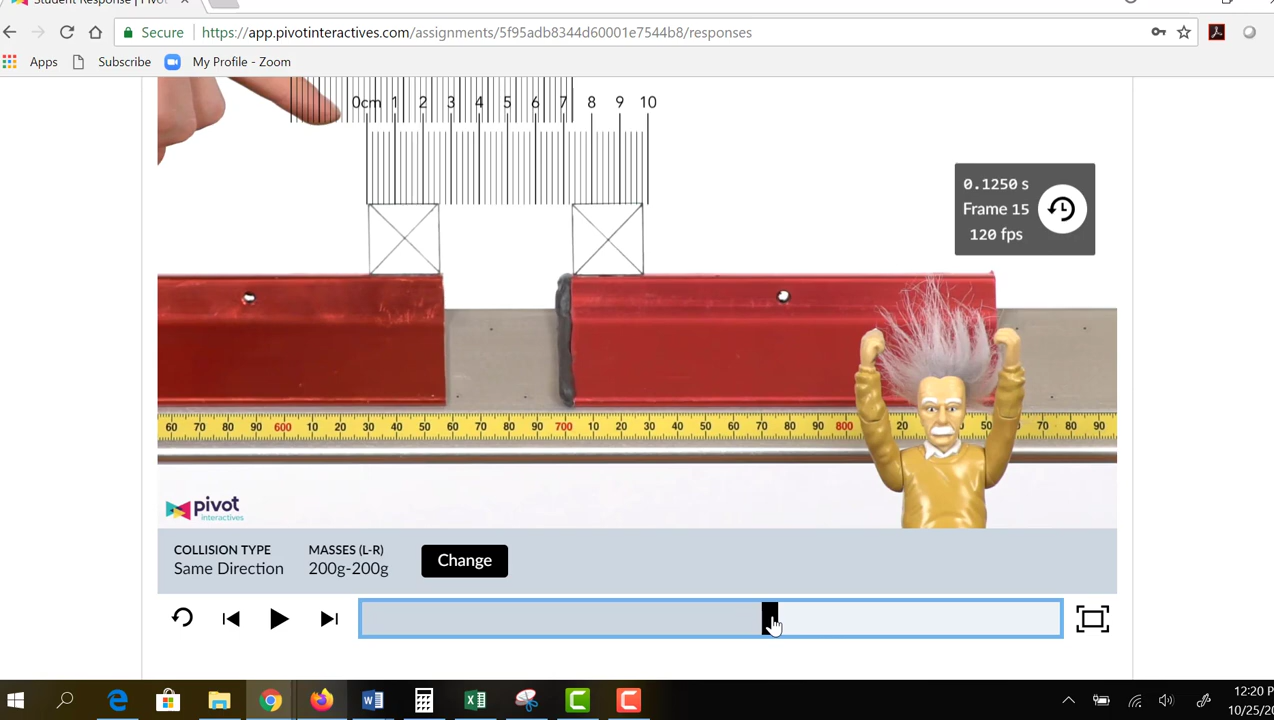 Student Response | Pivot
Secure https://app.pivotinteractives.com/assignments/5f95adb8344d60001e7544b8/responses
Apps Subscribe My Profile - Zoom
0cm 1 2 3 4 5 6 7 8 9 10
0.1250 s
Frame 15
120 fps
60 70 80 90 600 10 20 30 40 50 60 70 80 90 700 10 20 30 40 50 60 70 80 90 800 20 50 70 80 90
pivot
interactives
COLLISION TYPE MASSES (L-R)
Same Direction 200g-200g
Change
12:20 P
10/25/20